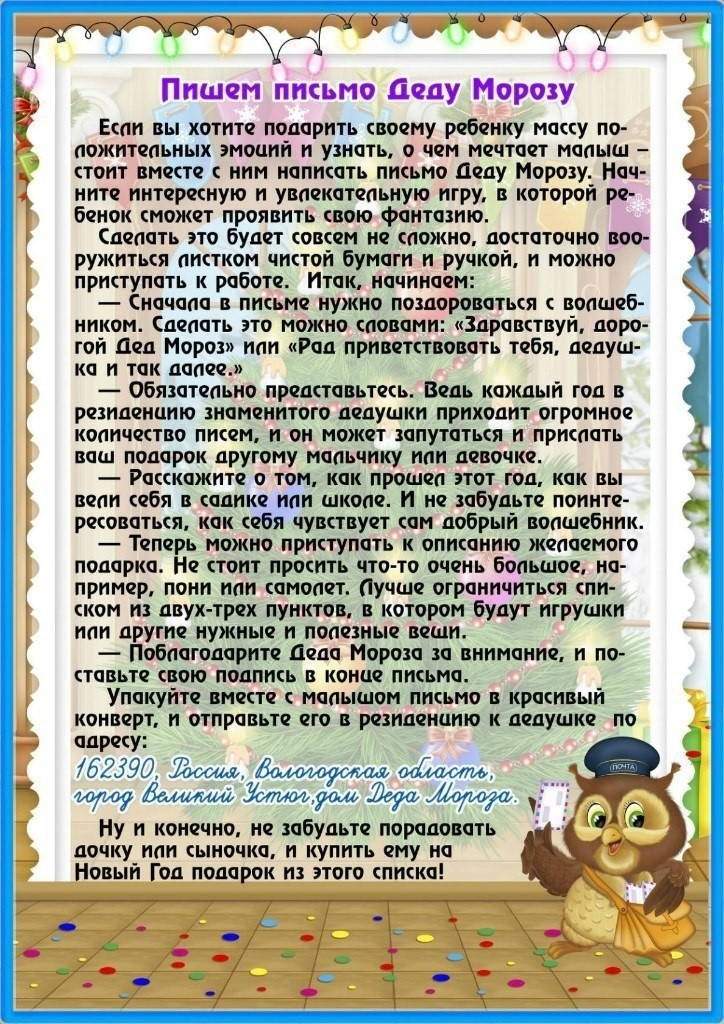 Пишем письмо Деду Морозу
Если вы хотите подарить своему ребенку массу по-
ложительных эмоций и узнать, о чем мечтает малыш –
стоит вместе с ним написать письмо Деду Морозу. Нач-
ните интересную и увлекательную игру, в которой ре-
бенок сможет проявить свою фантазию.
Сделать это будет совсем не сложно, достаточно воо-
ружиться листком чистой бумаги и ручкой, и можно
приступать к работе. Итак, начинаем:
— Сначала в письме нужно поздороваться с волшеб-
ником. Сделать это можно словами: «Здравствуй, доро-
гой Дед Мороз» или «Рад приветствовать тебя, дедуш-
ка и так далее.»
— Обязательно представьтесь. Ведь каждый год в
резиденцию знаменитого дедушки приходит огромное
количество писем, и он может запутаться и прислать
ваш подарок другому мальчику или девочке.
— Расскажите о том, как прошел этот год, как вы
вели себя в садике или школе. И не забудьте поинте-
ресоваться, как себя чувствует сам добрый волшебник.
— Теперь можно приступать к описанию желаемого
подарка. Не стоит просить что-то очень большое, на-
пример, пони или самолет. Лучше ограничиться спи-
ском из двух-трех пунктов, в котором будут игрушки
или другие нужные и полезные вещи.
— Поблагодарите Деда Мороза за внимание, и по-
ставьте свою подпись в конце письма.
Упакуйте вместе с малышом письмо в красивый
конверт, и отправьте его в резиденцию к дедушке по
адресу:
162390, Россия, Вологодская область,
город Великий Устюг,дом Деда Мороза.
ПОЧТА
Ну и конечно, не забудьте порадовать
дочку или сыночка, и купить ему на
Новый Год подарок из этого списка!